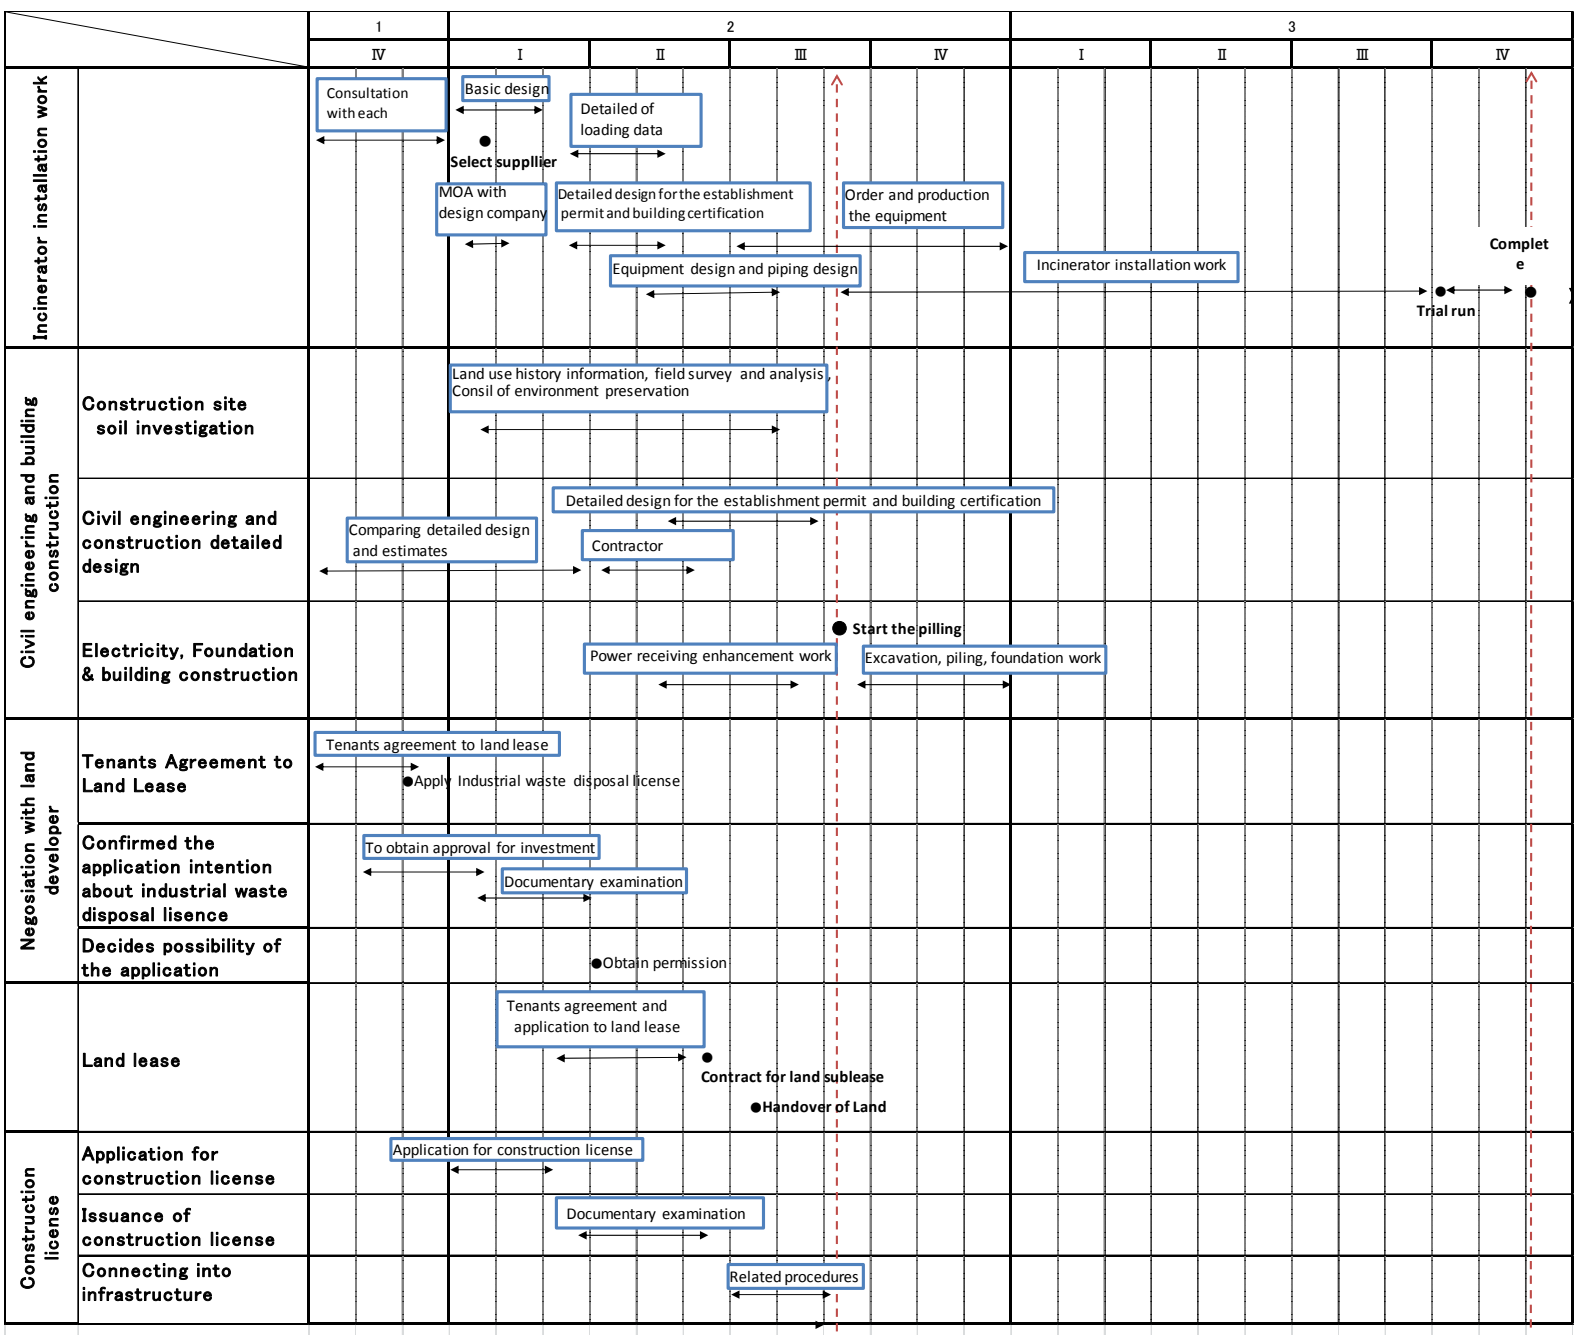 1
2
3
Ⅳ
Ⅰ
Ⅱ
Ⅲ
Ⅳ
Ⅰ
Ⅱ
Ⅲ
Ⅳ
Incinerator installation work
Consultation
with each
Basic design
Select suppllier
Detailed of
loading data
MOA with
design company
Detailed design for the establishment
permit and building certification
Order and production
the equipment
Equipment design and piping design
Incinerator installation work
Complet
e
Trial run
Civil engineering and building
construction
Construction site
soil investigation
Land use history information, field survey and analysis,
Consil of environment preservation
Civil engineering and
construction detailed
design
Detailed design for the establishment permit and building certification
Comparing detailed design
and estimates
Contractor
Electricity, Foundation
& building construction
Start the pilling
Power receiving enhancement work
Excavation, piling, foundation work
Negosiation with land
developer
Tenants Agreement to
Land Lease
Tenants agreement to land lease
Apply Industrial waste disposal license
Confirmed the
application intention
about industrial waste
disposal lisence
To obtain approval for investment
Documentary examination
Decides possibility of
the application
Obtain permission
Land lease
Tenants agreement and
application to land lease
Contract for land sublease
Handover of Land
Construction
license
Application for
construction license
Application for construction license
Issuance of
construction license
Documentary examination
Connecting into
infrastructure
Related procedures